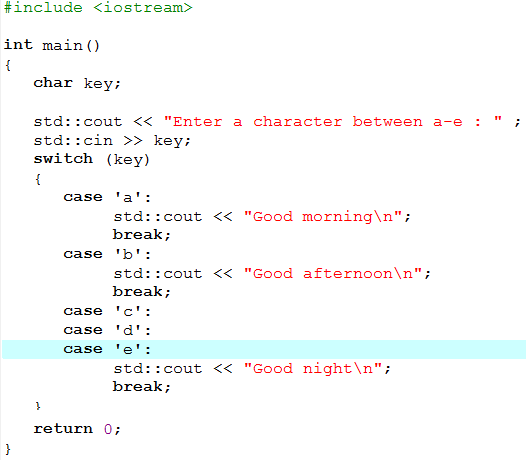 #include <iostream>
int main()
{
char key;
std::cout << "Enter a character between a-e : " ;
std::cin >> key;
switch (key)
{
case 'a':
std::cout << "Good morning\n";
break;
case 'b':
std::cout << "Good afternoon\n";
break;
case 'c':
case 'd':
case 'e':
std::cout << "Good night\n";
break;
}
return 0;
}